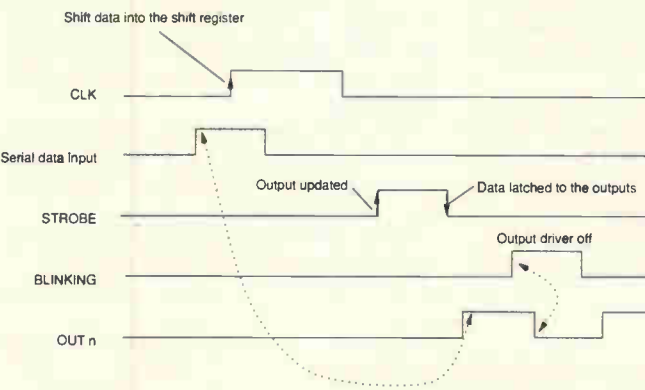 Shift data into the shift register
CLK
Serial data input
Output updated
Data latched to the outputs
STROBE
Output driver off
BLINKING
OUT n